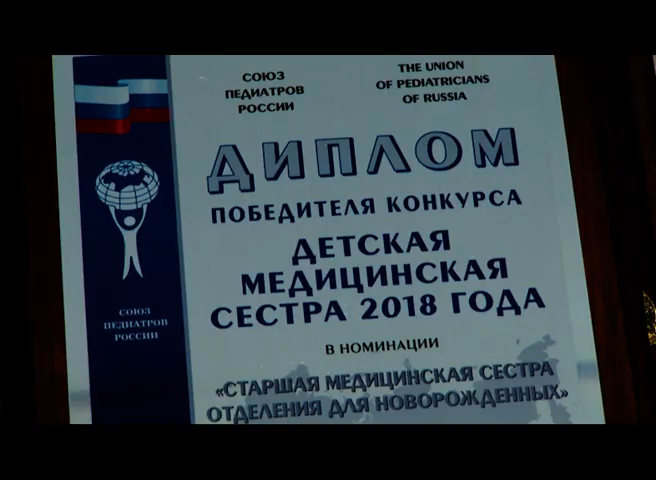 СОЮЗ
ПЕДИАТРОВ
РОССИИ
THE UNION
OF PEDIATRICIANS
OF RUSSIA
ДИПЛОМ
ПОБЕДИТЕЛЯ КОНКУРСА
ДЕТСКАЯ
МЕДИЦИНСКАЯ
СЕСТРА 2018 ГОДА
В НОМИНАЦИИ
«СТАРШАЯ МЕДИЦИНСКАЯ СЕСТРА
ОТДЕЛЕНИЯ ДЛЯ НОВОРОЖДЕННЫХ»
СОЮЗ
ПЕДИАТРОВ
РОССИИ